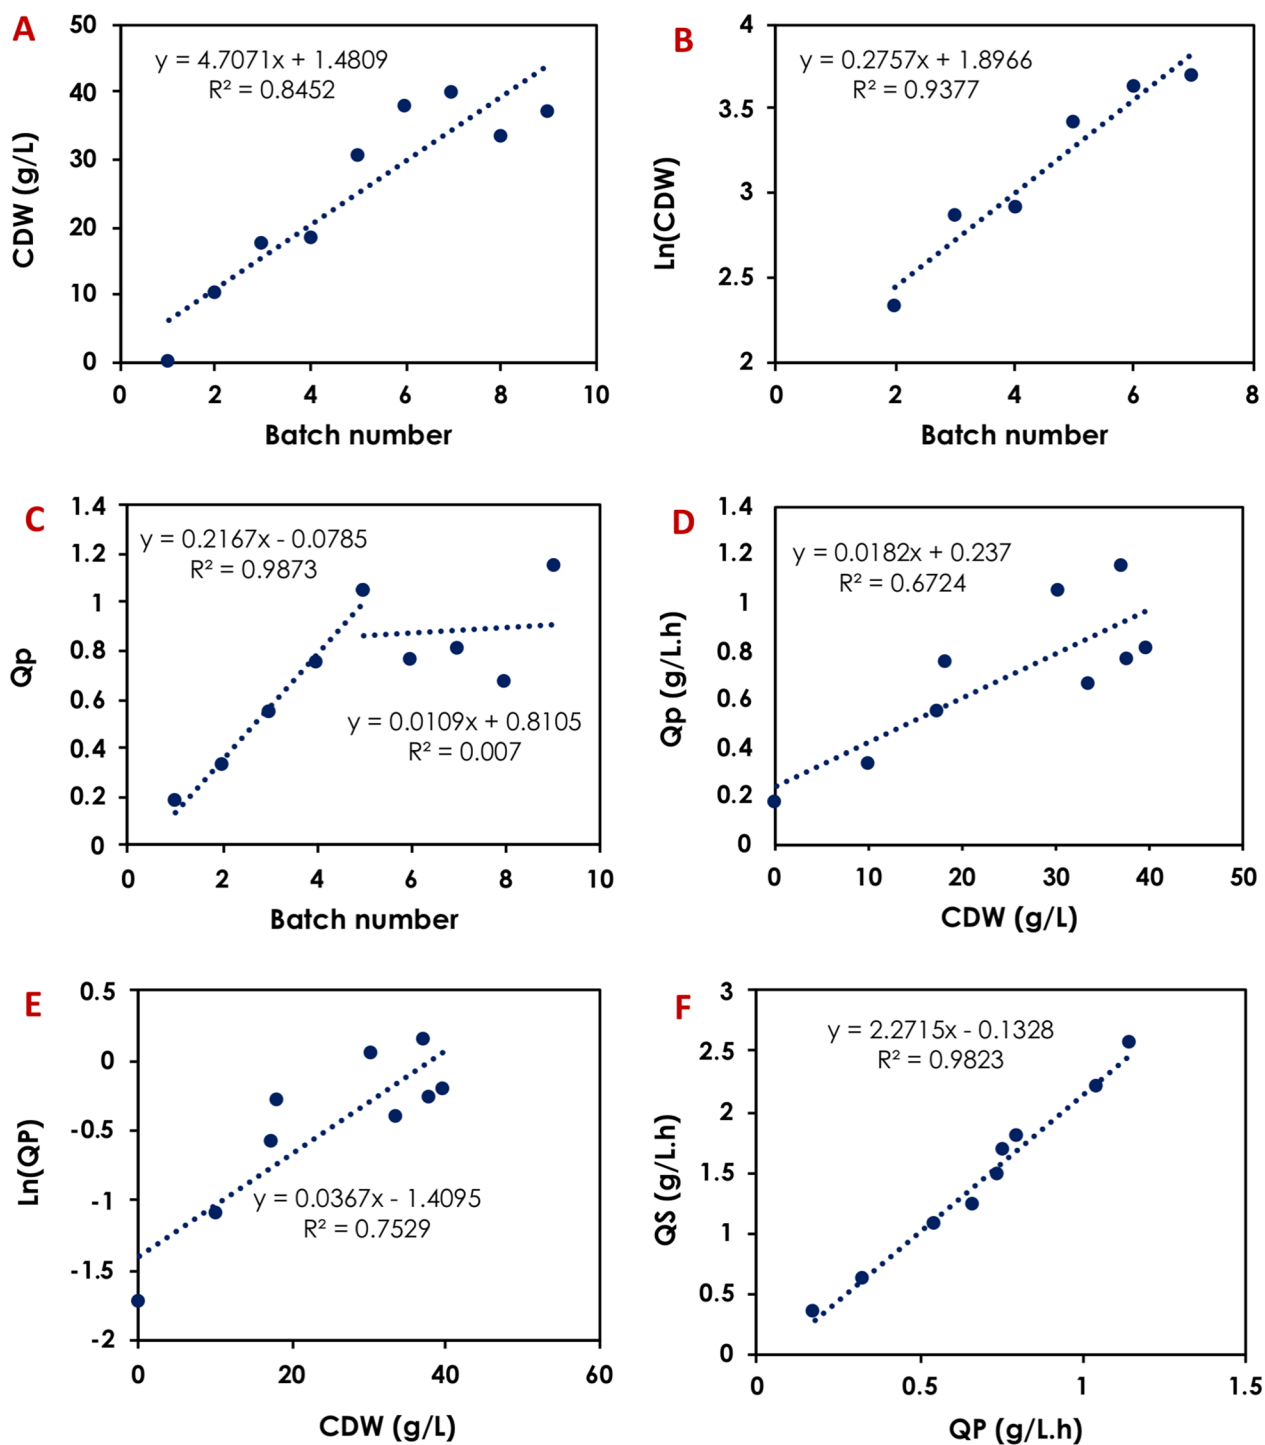 A
50
40
30
20
10
0
CDW (g/L)
y = 4.7071x + 1.4809
R² = 0.8452
0 2 4 6 8 10
Batch number
B
4
3.5
3
2.5
2
Ln(CDW)
y = 0.2757x + 1.8966
R² = 0.9377
0 2 4 6 8
Batch number
C
1.4
1.2
1
0.8
0.6
0.4
0.2
0
Qp
y = 0.2167x - 0.0785
R² = 0.9873
y = 0.0109x + 0.8105
R² = 0.007
0 2 4 6 8 10
Batch number
D
1.4
1.2
1
0.8
0.6
0.4
0.2
0
Qp (g/L.h)
y = 0.0182x + 0.237
R² = 0.6724
0 10 20 30 40 50
CDW (g/L)
E
0.5
0
-0.5
-1
-1.5
-2
Ln(QP)
y = 0.0367x - 1.4095
R² = 0.7529
0 20 40 60
CDW (g/L)
F
3
2.5
2
1.5
1
0.5
0
QS (g/L.h)
y = 2.2715x - 0.1328
R² = 0.9823
0 0.5 1 1.5
QP (g/L.h)